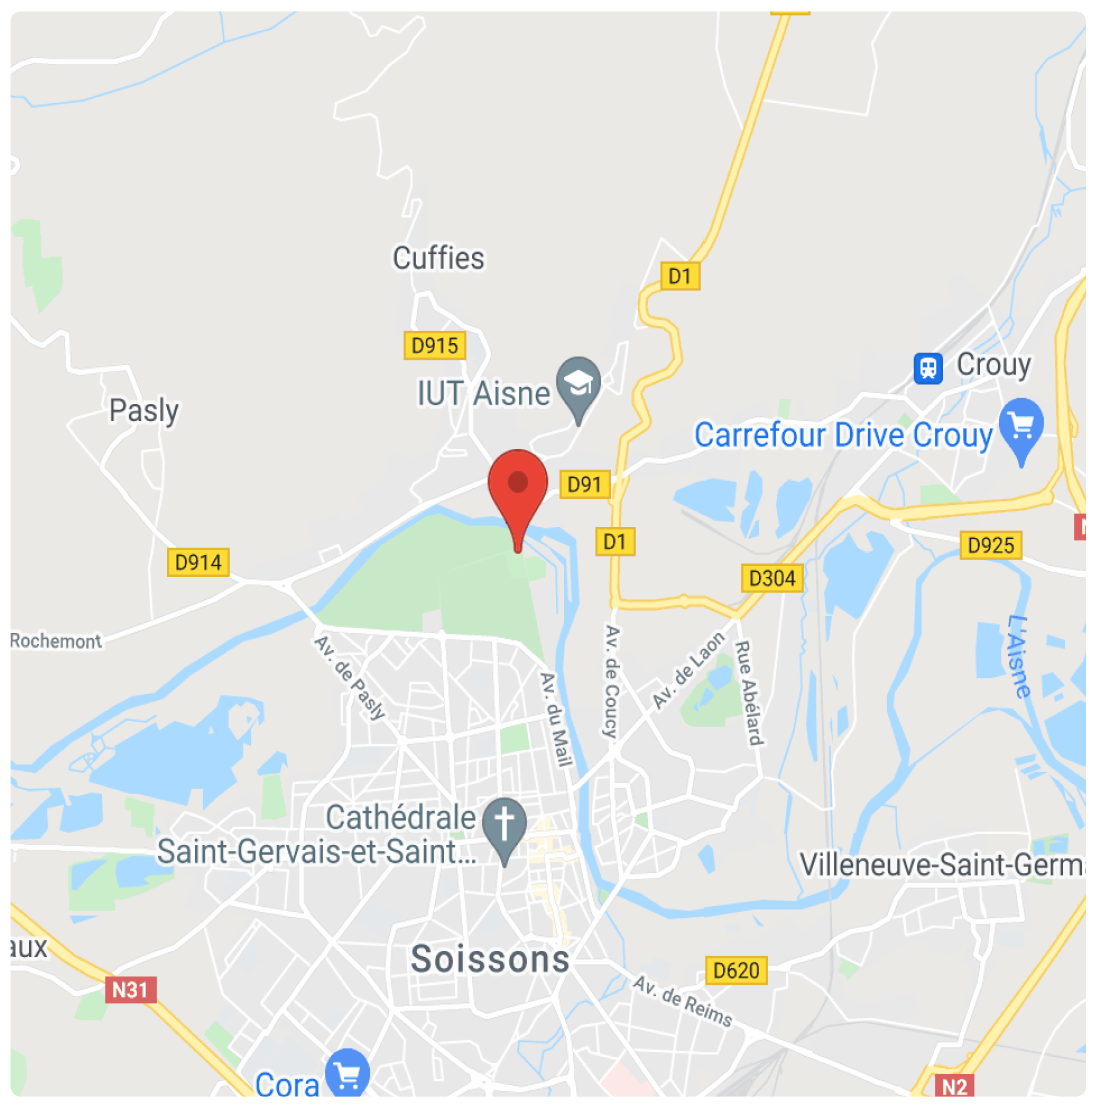 Cuffies
D1
D915
Crouy
IUT Aisne
Pasly
Carrefour Drive Crouy
D91
D1
D925
D914
D304
Rochemont
L'Aisne
Av. de Pasly
Av. de Coucy
Av. de Laon
Rue Abélard
Av. du Mail
Cathédrale
Saint-Gervais-et-Saint...
Villeneuve-Saint-Germa
aux
Soissons
D620
N31
Av. de Reims
Cora
N2